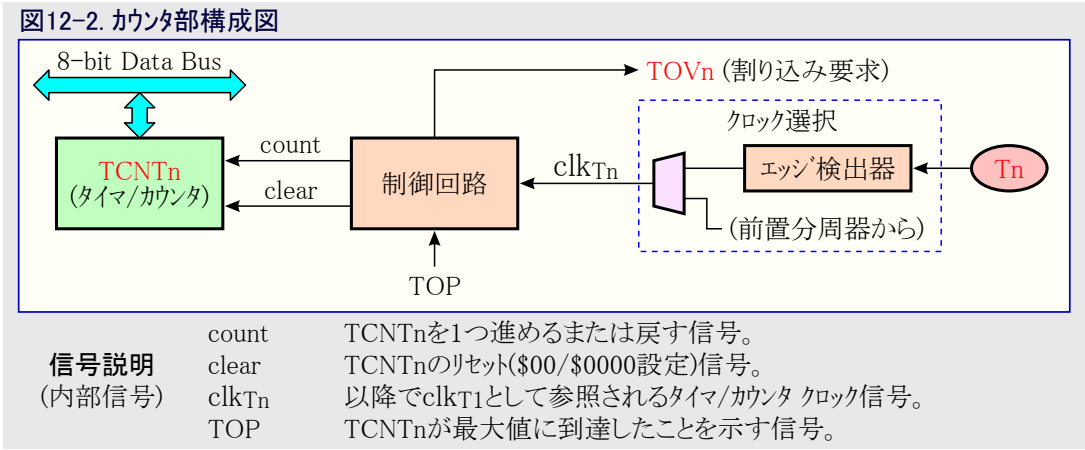 図12-2. カウンタ部構成図
8-bit Data Bus
TOVn (割り込み要求)
クロック選択
TCNTn
(タイマ/カウンタ)
count
clear
制御回路
clkTn
エッジ検出器
Tn
(前置分周器から)
TOP
信号説明
(内部信号)
count TCNTnを1つ進めるまたは戻す信号。
clear TCNTnのリセット($00/$0000設定)信号。
clkTn 以降でclkT1として参照されるタイマ/カウンタ クロック信号。
TOP TCNTnが最大値に到達したことを示す信号。